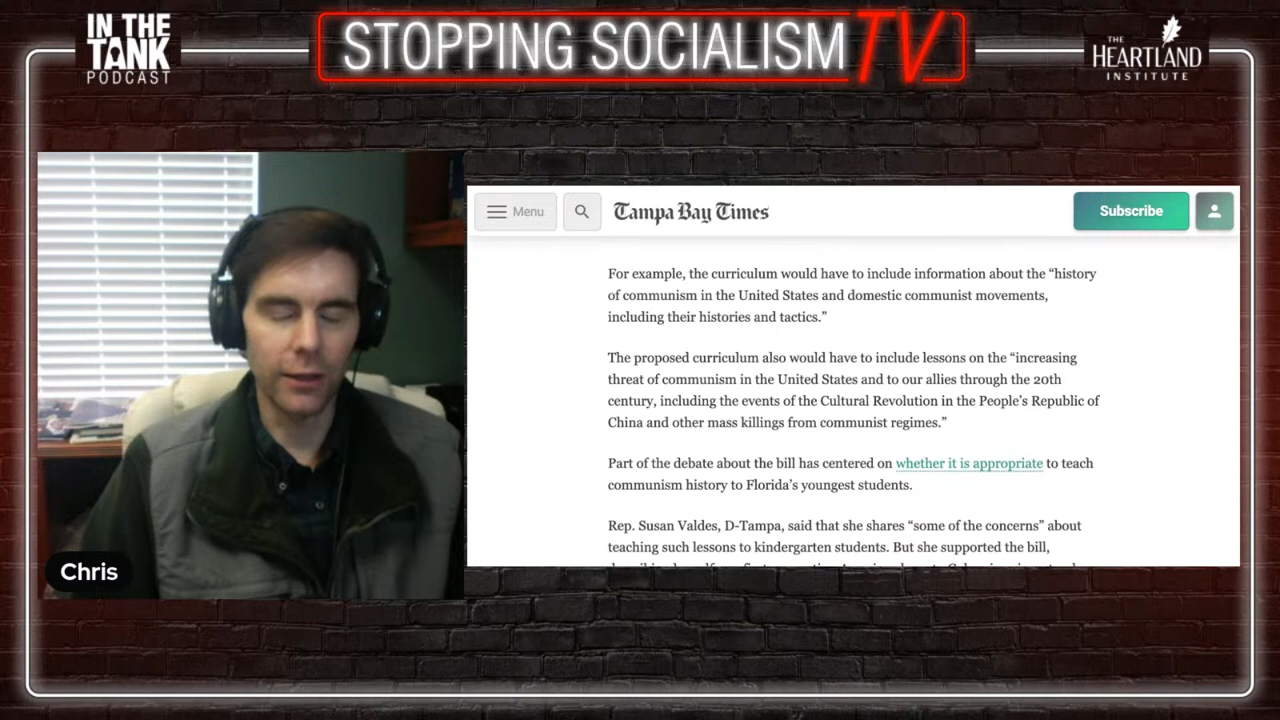 IN THE
TANK
PODCAST
STOPPING SOCIALISM TV
THE
HEARTLAND
INSTITUTE
Menu
Tampa Bay Times
Subscribe
For example, the curriculum would have to include information about the “history
of communism in the United States and domestic communist movements,
including their histories and tactics.”
The proposed curriculum also would have to include lessons on the “increasing
threat of communism in the United States and to our allies through the 20th
century, including the events of the Cultural Revolution in the People’s Republic of
China and other mass killings from communist regimes.”
Part of the debate about the bill has centered on whether it is appropriate to teach
communism history to Florida’s youngest students.
Rep. Susan Valdes, D-Tampa, said that she shares “some of the concerns” about
teaching such lessons to kindergarten students. But she supported the bill,
Chris